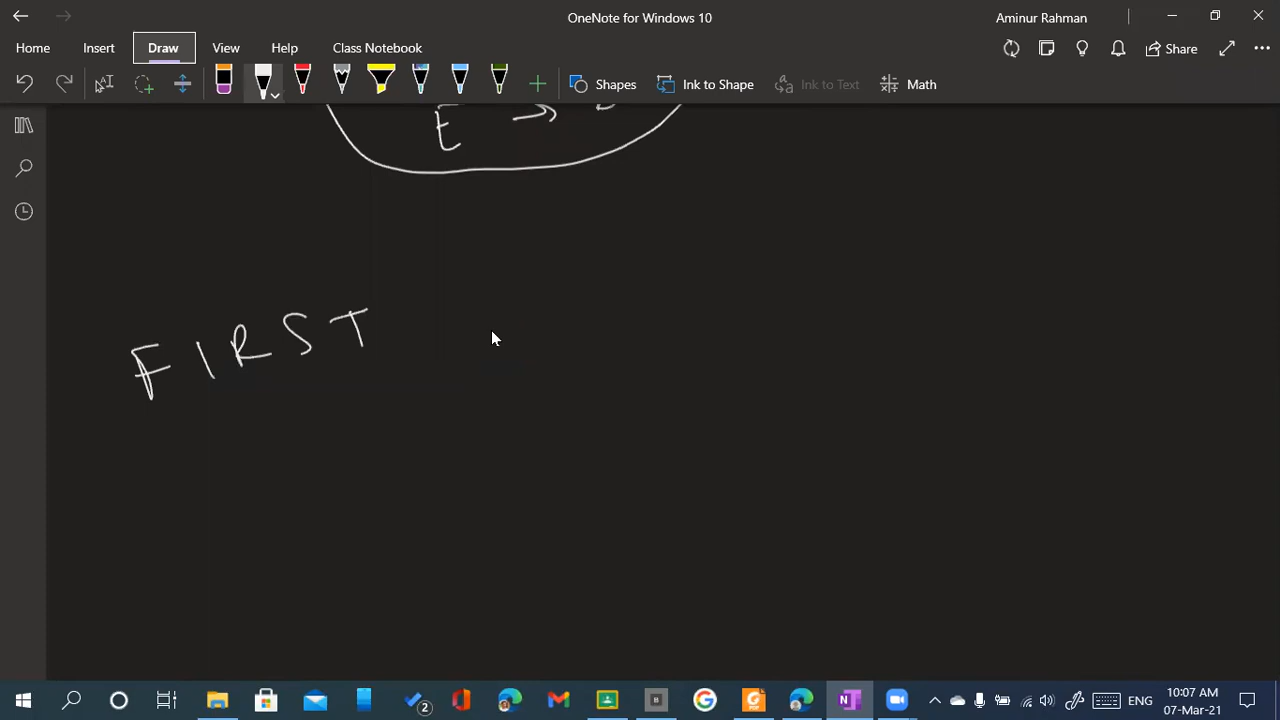 OneNote for Windows 10
Aminur Rahman
Home Insert Draw View Help Class Notebook
Share
Shapes Ink to Shape Ink to Text Math
E
FIRST
2
ENG
10:07 AM
07-Mar-21